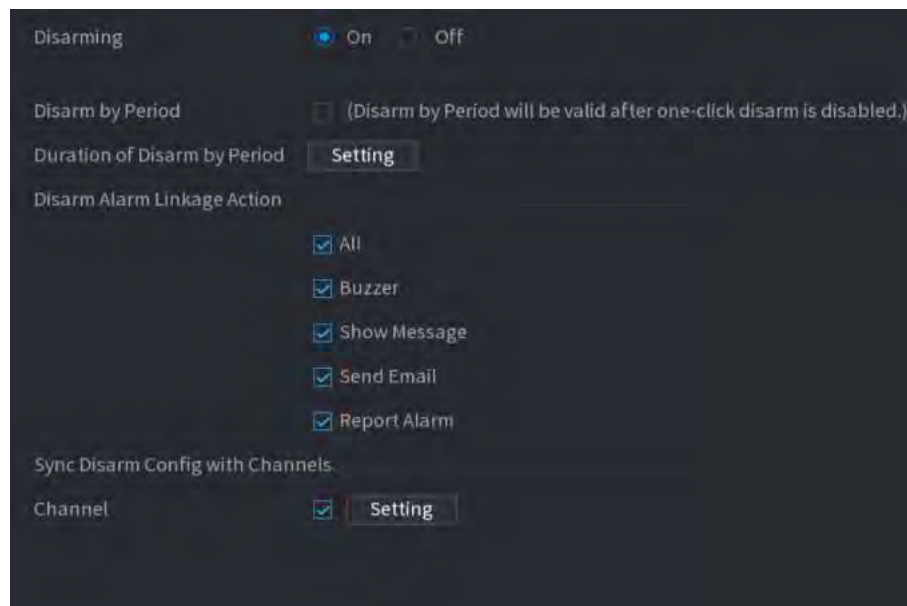 Disarming On Off
Disarm by Period (Disarm by Period will be valid after one-click disarm is disabled.)
Duration of Disarm by Period Setting
Disarm Alarm Linkage Action
All
Buzzer
Show Message
Send Email
Report Alarm
Sync Disarm Config with Channels
Channel Setting